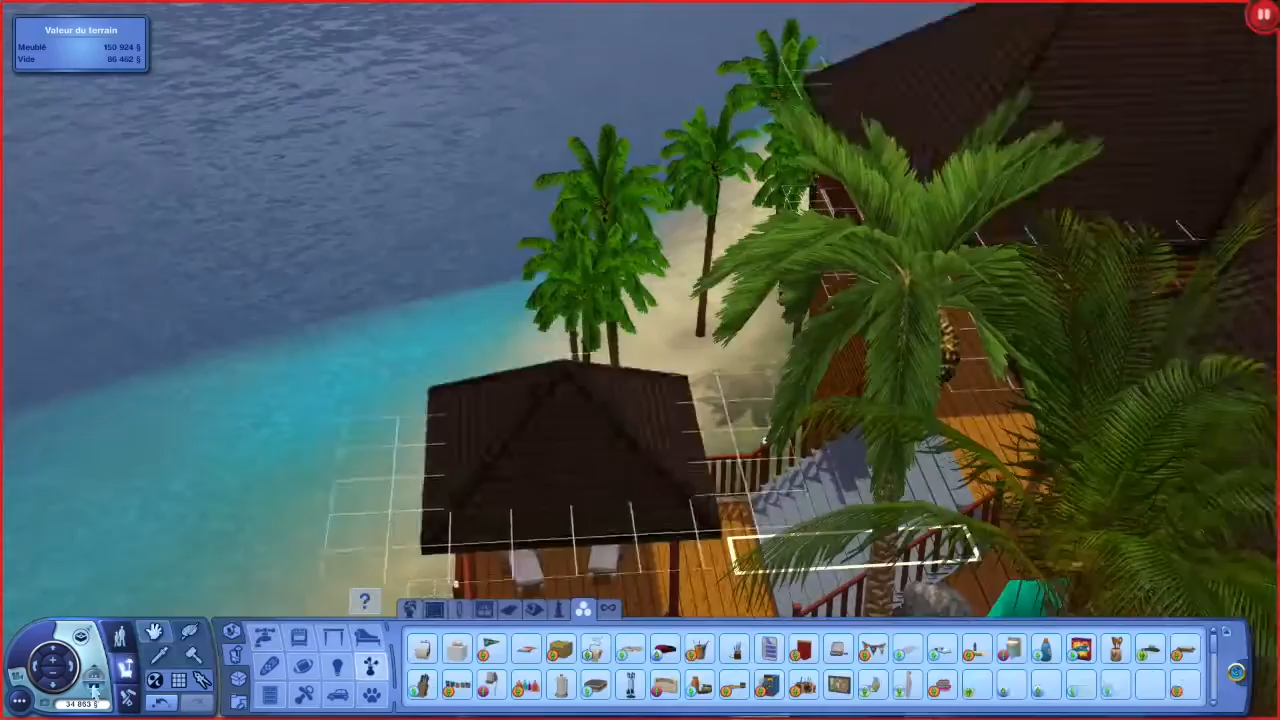 Valeur du terrain
Meublé 150 924 §
Vide 86 462 §
?
34 863 §